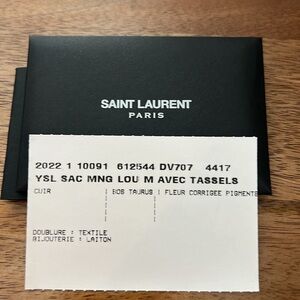 SAINT LAURENT
PARIS
2022 1 10091 612544 DV707 4417
YSL SAC MNG LOU M AVEC TASSELS
CUIR | BOS TAURUS | FLEUR CORRIGEE PIGMENTE
DOUBLURE : TEXTILE
BIJOUTERIE : LAITON